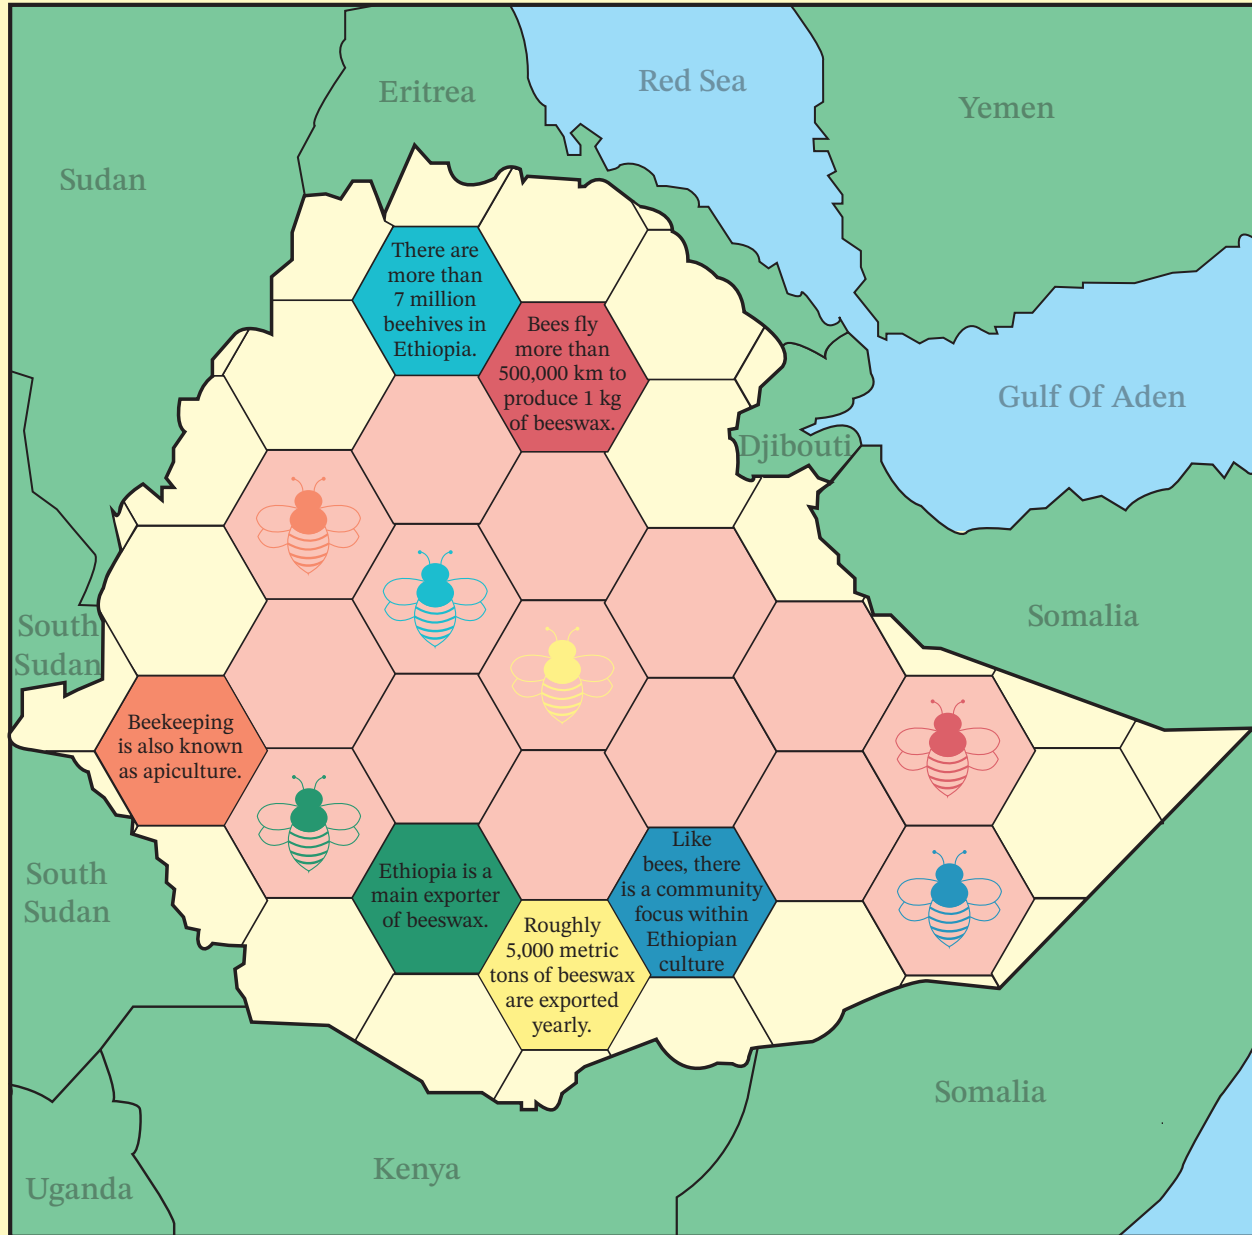 Red Sea
Eritrea
Yemen
Sudan
There are
more than
7 million
beehives in
Ethiopia.
Bees fly
more than
500,000 km to
produce 1 kg
of beeswax.
Gulf Of Aden
Djibouti
South
Sudan
Somalia
Beekeeping
is also known
as apiculture.
South
Sudan
Ethiopia is a
main exporter
of beeswax.
Like
bees, there
is a community
focus within
Ethiopian
culture
Roughly
5,000 metric
tons of beeswax
are exported
yearly.
Somalia
Kenya
Uganda